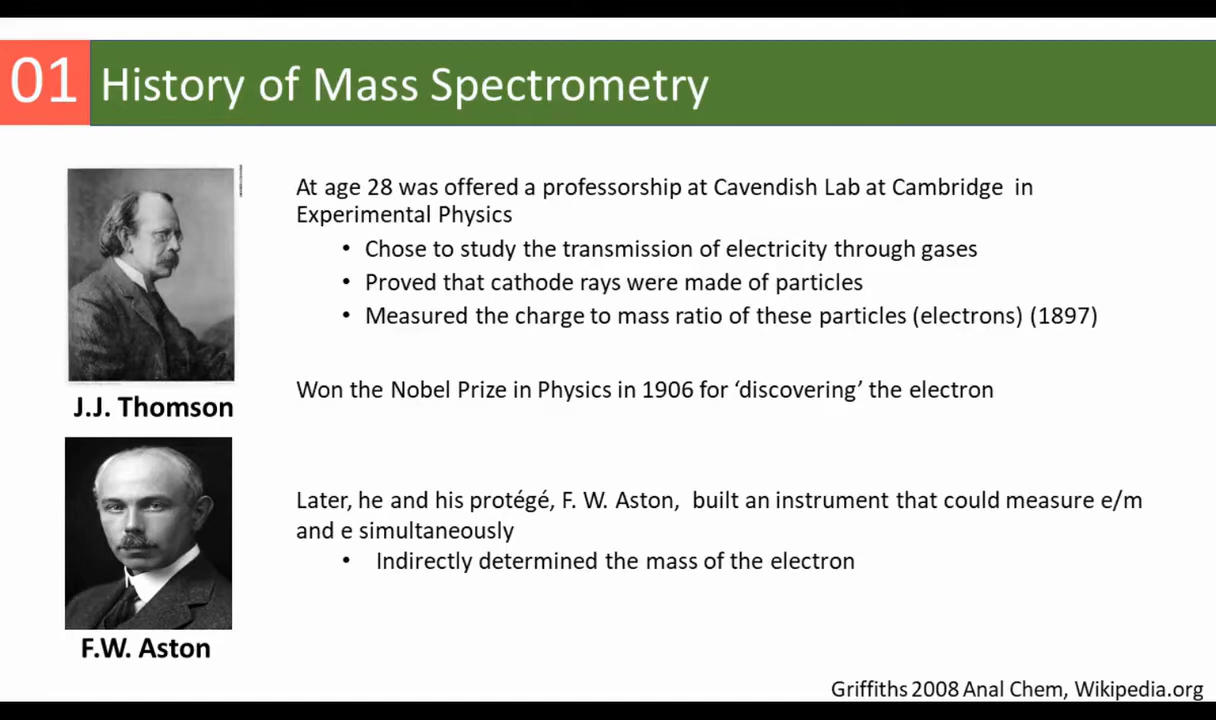 01 History of Mass Spectrometry
At age 28 was offered a professorship at Cavendish Lab at Cambridge in
Experimental Physics
• Chose to study the transmission of electricity through gases
• Proved that cathode rays were made of particles
• Measured the charge to mass ratio of these particles (electrons) (1897)
Won the Nobel Prize in Physics in 1906 for ‘discovering’ the electron
J.J. Thomson
Later, he and his protégé, F. W. Aston, built an instrument that could measure e/m
and e simultaneously
• Indirectly determined the mass of the electron
F.W. Aston
Griffiths 2008 Anal Chem, Wikipedia.org